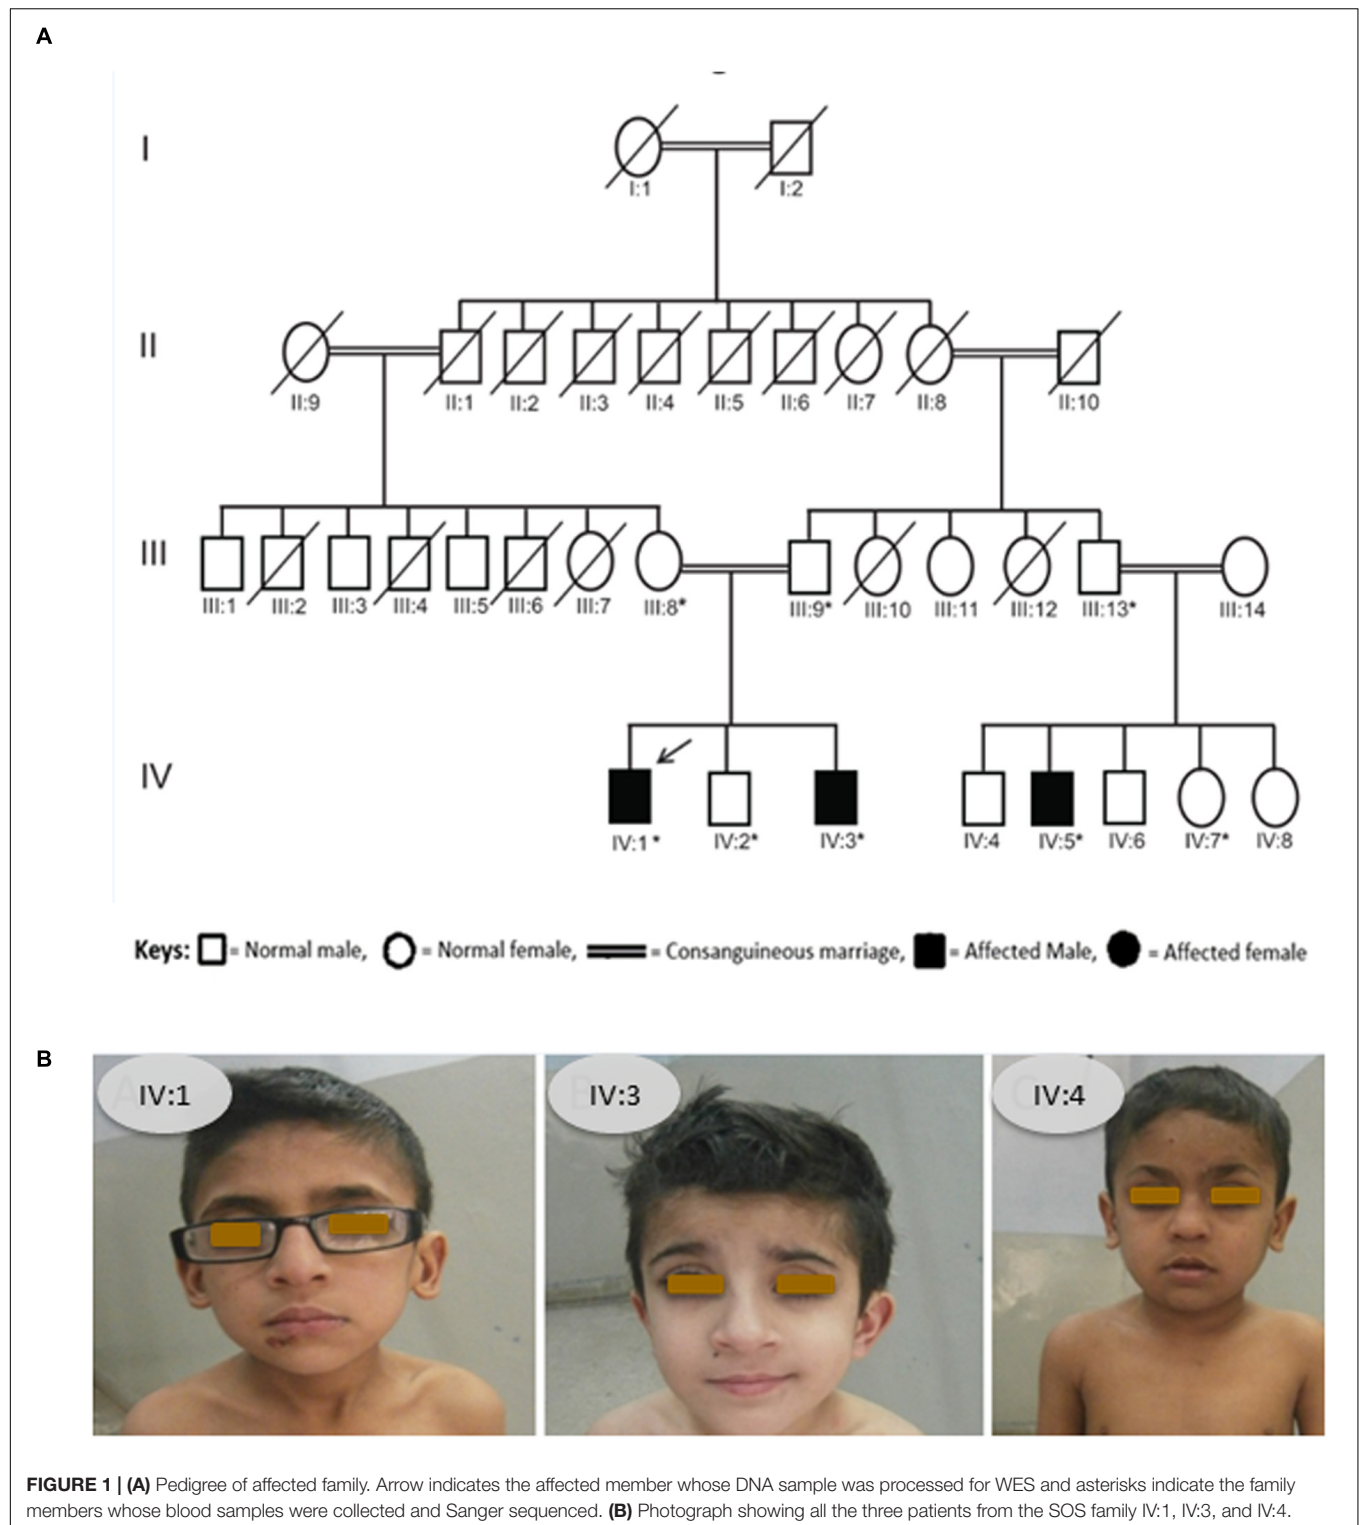 A
I
I:1
I:2
II
II:9
II:1
II:2
II:3
II:4
II:5
II:6
II:7
II:8
II:10
III
III:1
III:2
III:3
III:4
III:5
III:6
III:7
III:8*
III:9*
III:10
III:11
III:12
III:13*
III:14
IV
IV:1*
IV:2*
IV:3*
IV:4
IV:5*
IV:6
IV:7*
IV:8
Keys: = Normal male, = Normal female, = Consanguineous marriage, = Affected Male, = Affected female
B
IV:1
IV:3
IV:4
FIGURE 1 | (A) Pedigree of affected family. Arrow indicates the affected member whose DNA sample was processed for WES and asterisks indicate the family
members whose blood samples were collected and Sanger sequenced. (B) Photograph showing all the three patients from the SOS family IV:1, IV:3, and IV:4.